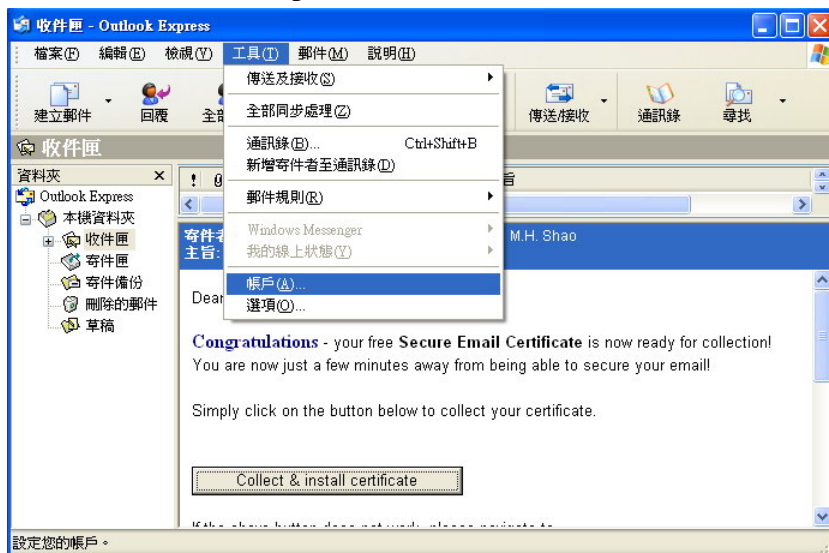 收件匣 - Outlook Express
檔案(F) 編輯(E) 檢視(V) 工具(T) 郵件(M) 說明(H)
建立郵件 回覆 傳送/接收 通訊錄 尋找
傳送及接收(S)
全部同步處理(Z)
通訊錄(B)... Ctrl+Shift+B
新增寄件者至通訊錄(D)
郵件規則(R)
Windows Messenger
我的線上狀態(Y)
帳戶(A)...
選項(O)...
收件匣
資料夾
Outlook Express
本機資料夾
收件匣
寄件匣
寄件備份
刪除的郵件
草稿
M.H. Shao
主旨:
Dear
Congratulations - your free Secure Email Certificate is now ready for collection!
You are now just a few minutes away from being able to secure your email!
Simply click on the button below to collect your certificate.
Collect & install certificate
設定您的帳戶。